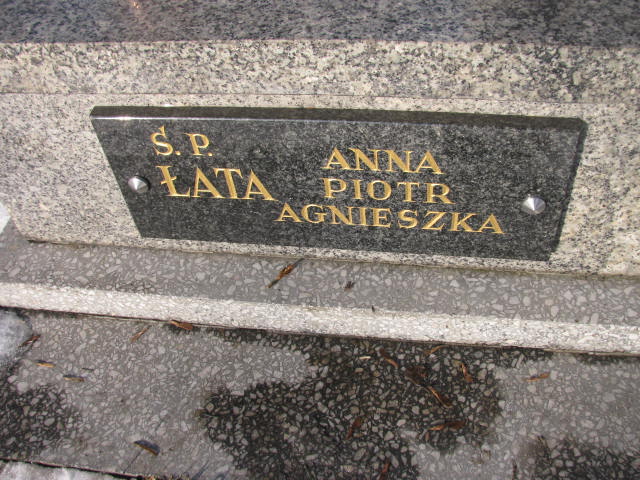 Ś. P.
ŁATA
ANNA
PIOTR
AGNIESZKA